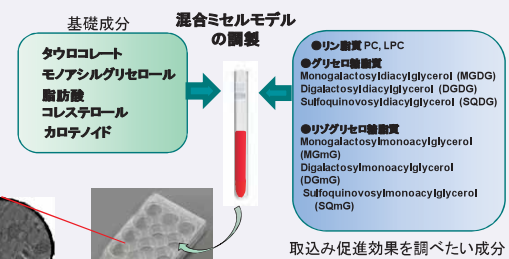 基礎成分
タウロコレート
モノアシルグリセロール
脂肪酸
コレステロール
カロテノイド
混合ミセルモデル
の調製
●リン脂質 PC, LPC
●グリセロ糖脂質
Monogalactosyldiacylglycerol (MGDG)
Digalactosyldiacylglycerol (DGDG)
Sulfoquinovosyldiacylglycerol (SQDG)
●リゾグリセロ糖脂質
Monogalactosylmonoacylglycerol
(MGmG)
Digalactosylmonoacylglycerol
(DGmG)
Sulfoquinovosylmonoacylglycerol
(SQmG)
取込み促進効果を調べたい成分